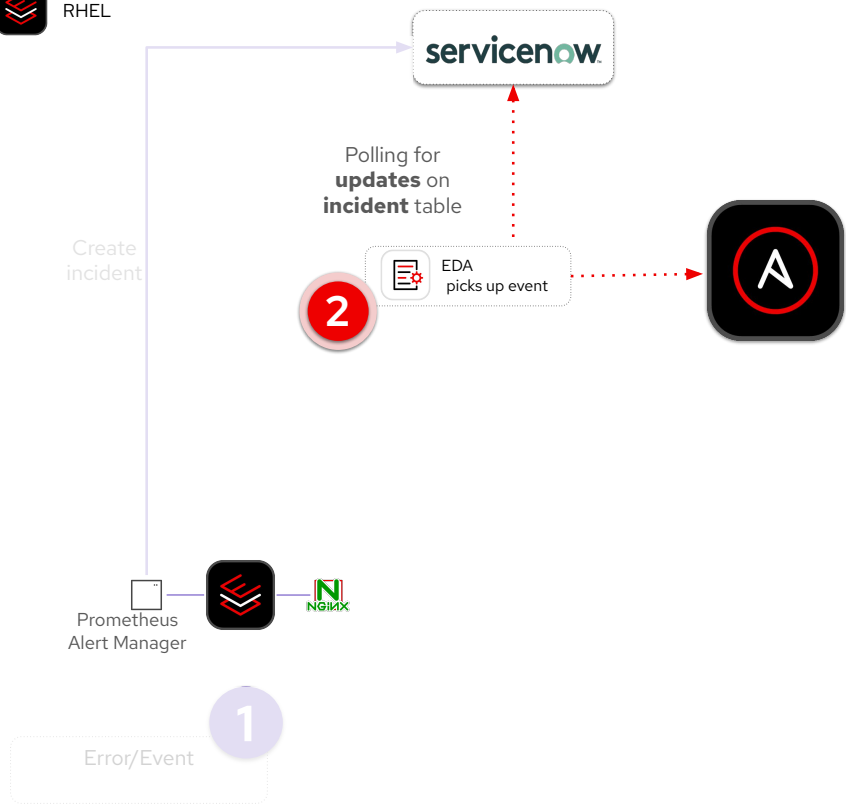 RHEL
servicenow™
Polling for
updates on
incident table
Create
incident
EDA
picks up event
2
NGINX
Prometheus
Alert Manager
1
Error/Event